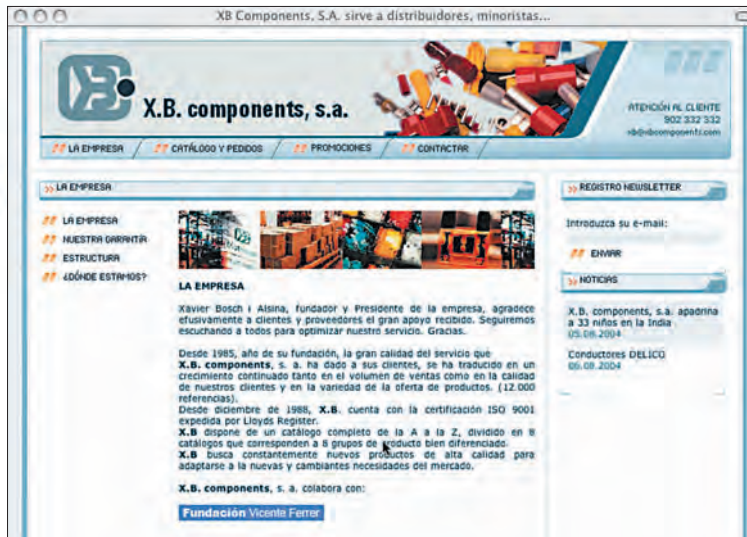 XB Components, S.A. sirve a distribuidores, minoristas...
X.B. components, s.a.
ATENCIÓN AL CLIENTE
902 332 332
xb@xbcomponents.com
LA EMPRESA
CATÁLOGO Y PEDIDOS
PROMOCIONES
CONTACTAR
LA EMPRESA
LA EMPRESA
NUESTRA GARANTÍA
ESTRUCTURA
¿DÓNDE ESTAMOS?
LA EMPRESA
Xavier Bosch i Alsina, fundador y Presidente de la empresa, agradece
efusivamente a clientes y proveedores el gran apoyo recibido. Seguiremos
escuchando a todos para optimizar nuestro servicio. Gracias.
Desde 1985, año de su fundación, la gran calidad del servicio que
X.B. components, s. a. ha dado a sus clientes, se ha traducido en un
crecimiento continuado tanto en el volumen de ventas como en la calidad
de nuestros clientes y en la variedad de la oferta de productos. (12.000
referencias).
Desde diciembre de 1988, X.B. cuenta con la certificación ISO 9001
expedida por Lloyds Register.
X.B dispone de un catálogo completo de la A a la Z, dividido en 8
catálogos que corresponden a 8 grupos de producto bien diferenciado.
X.B busca constantemente nuevos productos de alta calidad para
adaptarse a la nuevas y cambiantes necesidades del mercado.
X.B. components, s. a. colabora con:
Fundación Vicente Ferrer
REGISTRO NEWSLETTER
Introduzca su e-mail:
ENVIAR
NOTICIAS
X.B. components, s.a. apadrina
a 33 niños en la India
05.08.2004
Conductores DELICO
06.08.2004